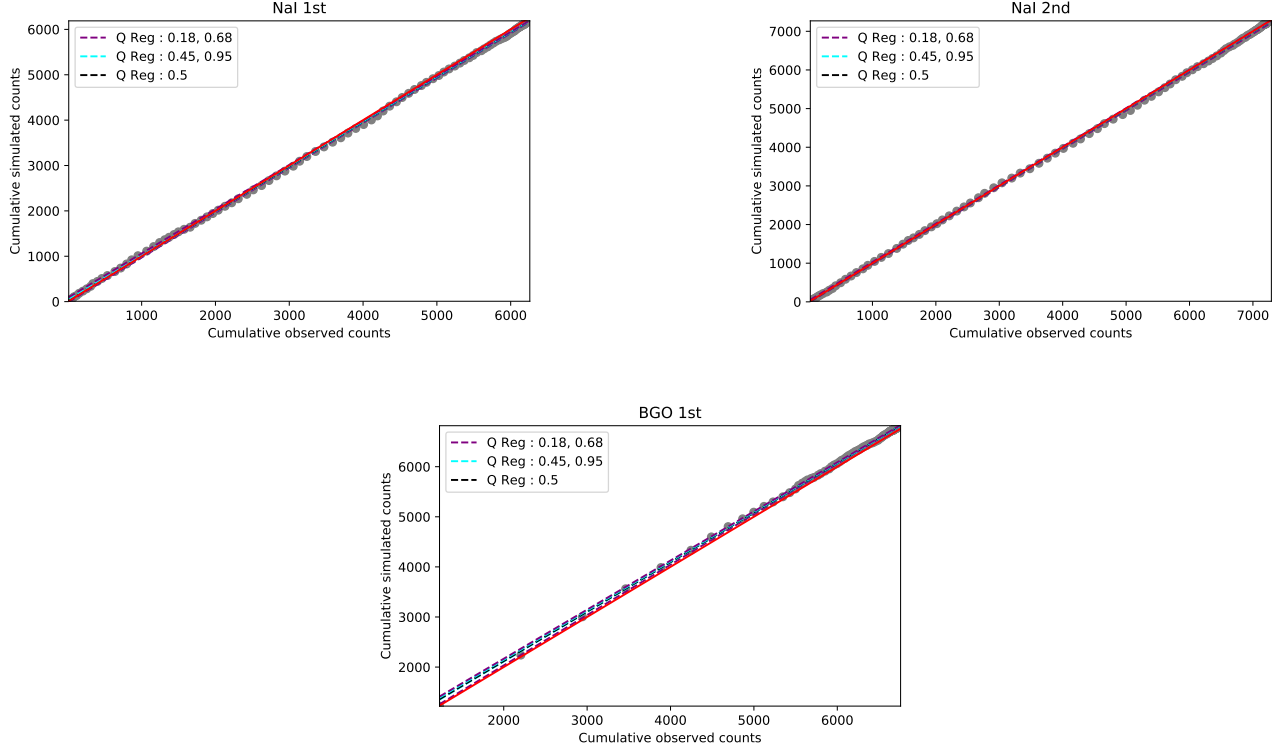 NaI 1st
Q Reg : 0.18, 0.68
Q Reg : 0.45, 0.95
Q Reg : 0.5
6000
5000
4000
3000
2000
1000
0
Cumulative simulated counts
1000 2000 3000 4000 5000 6000
Cumulative observed counts
NaI 2nd
Q Reg : 0.18, 0.68
Q Reg : 0.45, 0.95
Q Reg : 0.5
7000
6000
5000
4000
3000
2000
1000
0
Cumulative simulated counts
1000 2000 3000 4000 5000 6000 7000
Cumulative observed counts
BGO 1st
Q Reg : 0.18, 0.68
Q Reg : 0.45, 0.95
Q Reg : 0.5
6000
5000
4000
3000
2000
Cumulative simulated counts
2000 3000 4000 5000 6000
Cumulative observed counts